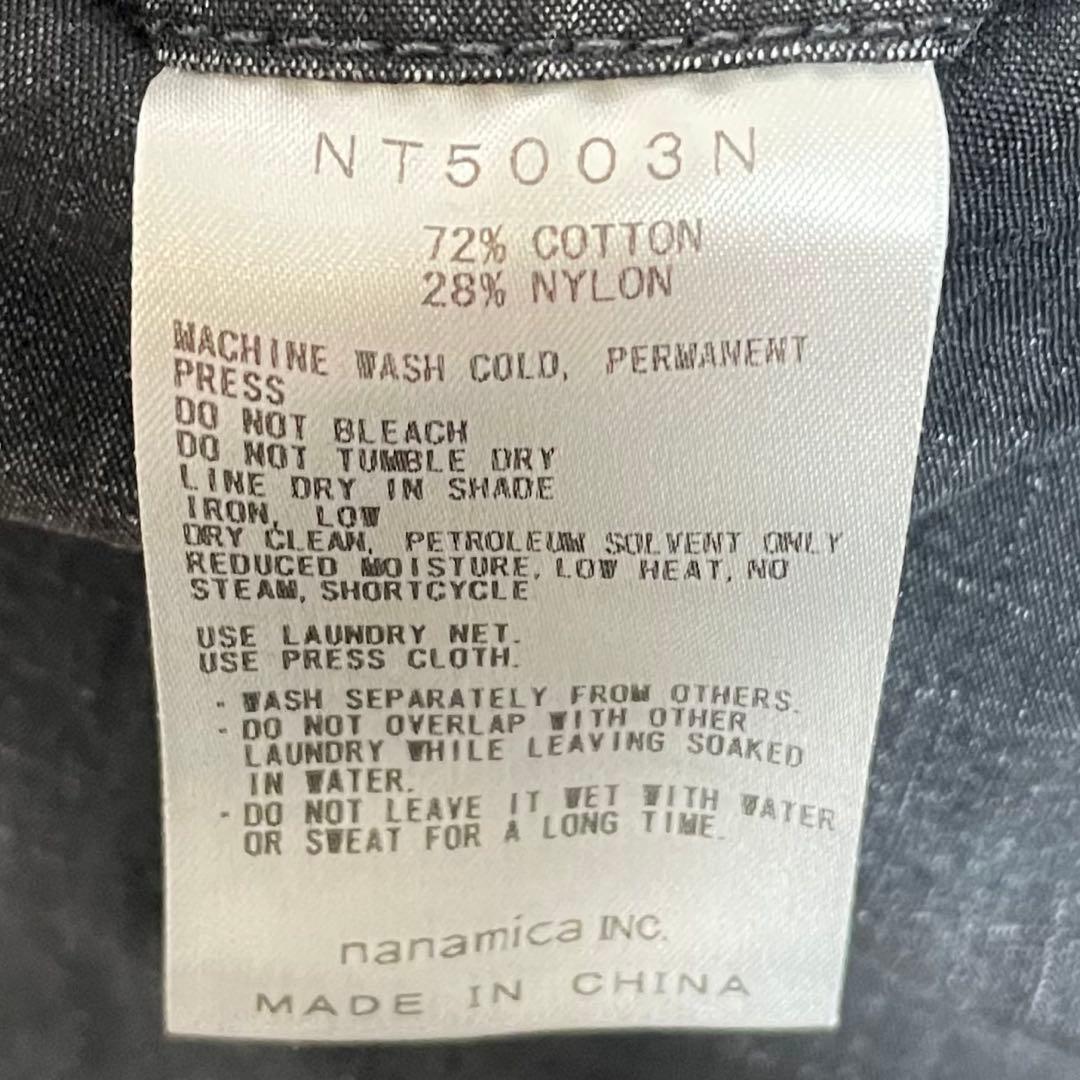 NT5003N
72% COTTON
28% NYLON
MACHINE WASH COLD, PERMANENT
PRESS
DO NOT BLEACH
DO NOT TUMBLE DRY
LINE DRY IN SHADE
IRON, LOW
DRY CLEAN, PETROLEUM SOLVENT ONLY
REDUCED MOISTURE, LOW HEAT, NO
STEAM, SHORTCYCLE
USE LAUNDRY NET.
USE PRESS CLOTH.
- WASH SEPARATELY FROM OTHERS.
- DO NOT OVERLAP WITH OTHER
LAUNDRY WHILE LEAVING SOAKED
IN WATER.
- DO NOT LEAVE IT WET WITH WATER
OR SWEAT FOR A LONG TIME.
nanamica INC.
MADE IN CHINA